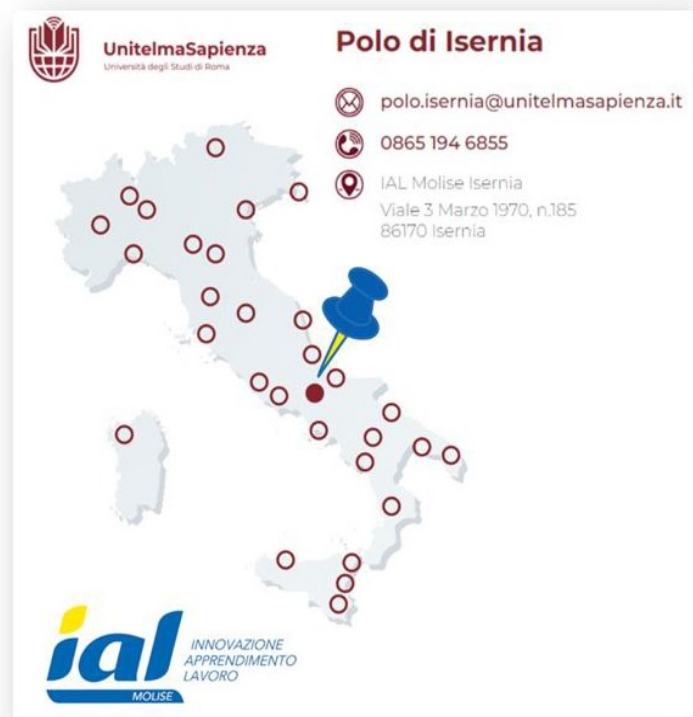 UnitelmaSapienza
Università degli Studi di Roma
Polo di Isernia
polo.isernia@unitelmasapienza.it
0865 194 6855
IAL Molise Isernia
Viale 3 Marzo 1970, n.185
86170 Isernia
ial
MOLISE
INNOVAZIONE
APPRENDIMENTO
LAVORO